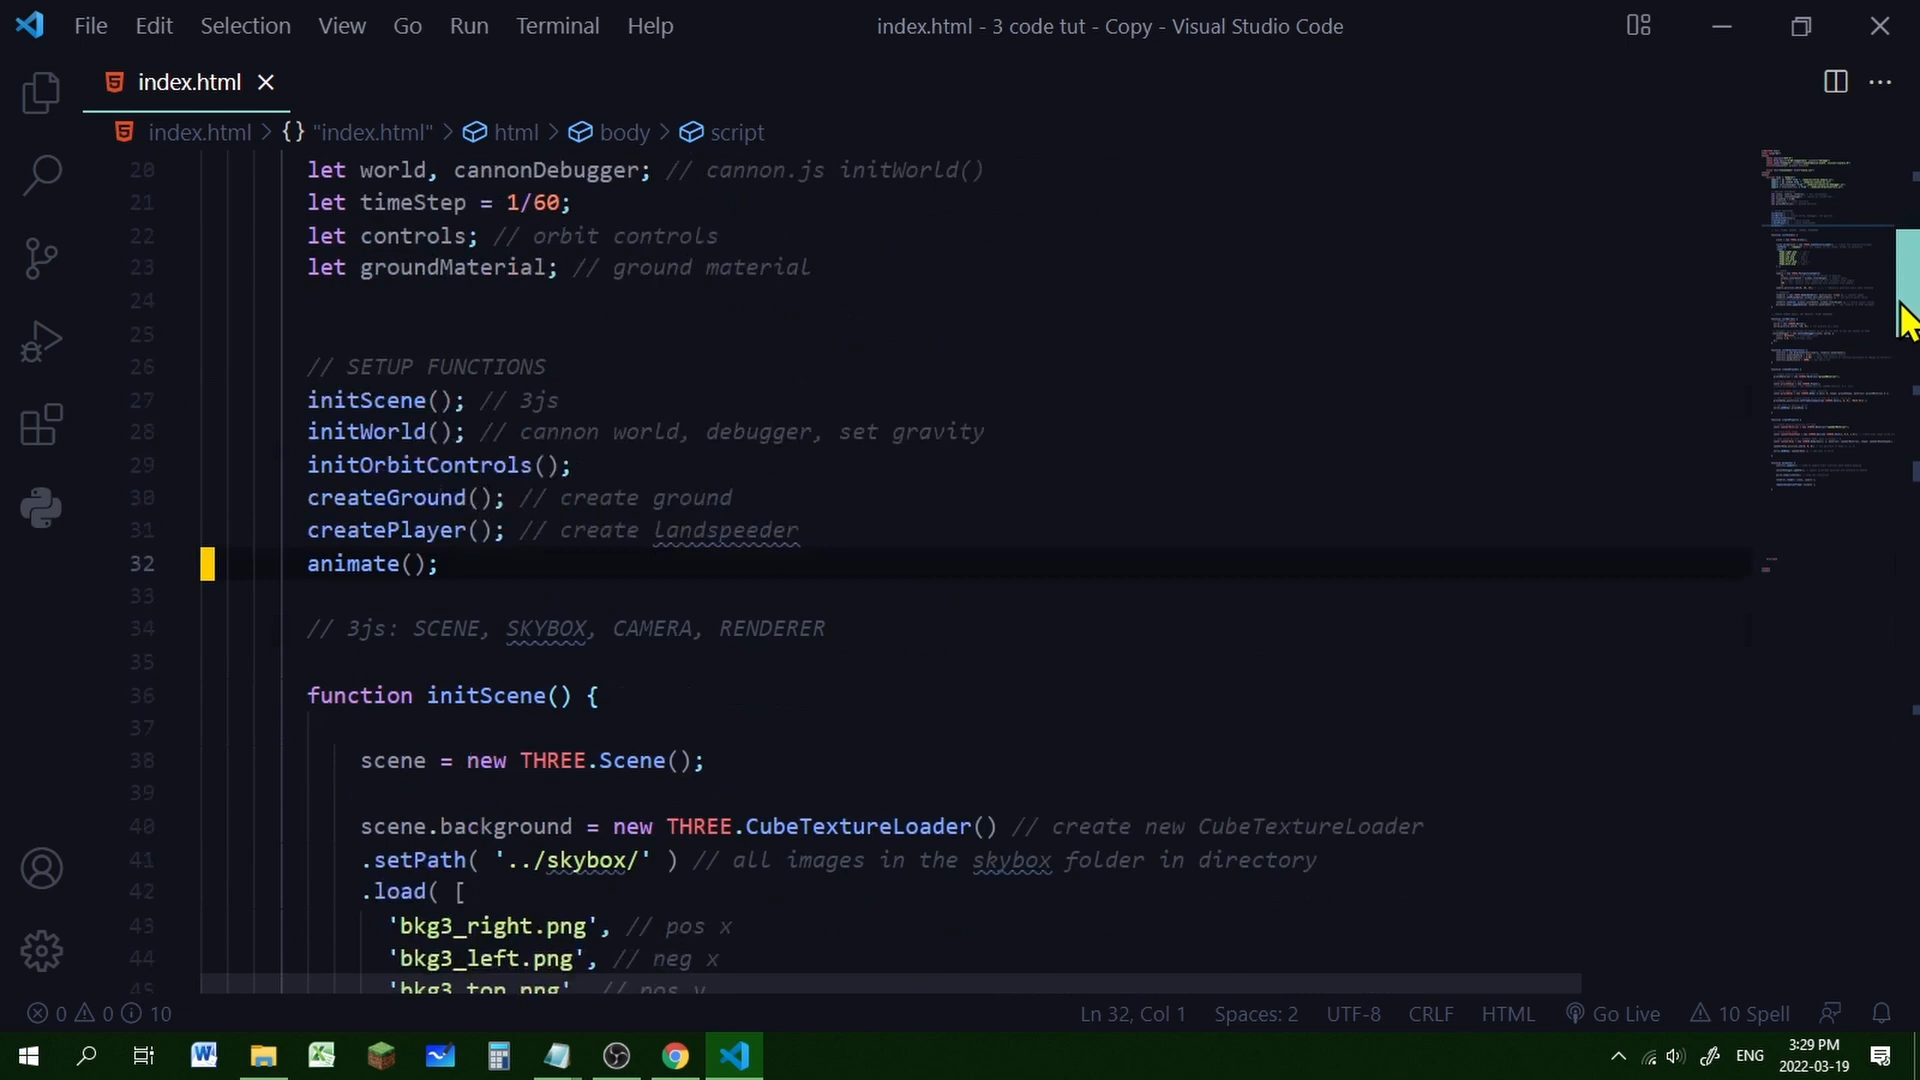 File Edit Selection View Go Run Terminal Help
index.html - 3 code tut - Copy - Visual Studio Code
index.html
index.html > {} "index.html" > html > body > script
20 let world, cannonDebugger; // cannon.js initWorld()
21 let timeStep = 1/60;
22 let controls; // orbit controls
23 let groundMaterial; // ground material
24
25
26 // SETUP FUNCTIONS
27 initScene(); // 3js
28 initWorld(); // cannon world, debugger, set gravity
29 initOrbitControls();
30 createGround(); // create ground
31 createPlayer(); // create landspeeder
32 animate();
33
34 // 3js: SCENE, SKYBOX, CAMERA, RENDERER
35
36 function initScene() {
37
38 scene = new THREE.Scene();
39
40 scene.background = new THREE.CubeTextureLoader() // create new CubeTextureLoader
41 .setPath( '../skybox/' ) // all images in the skybox folder in directory
42 .load( [
43 'bkg3_right.png', // pos x
44 'bkg3_left.png', // neg x
45 'bkg3_top.png' // pos y
0 0 10
Ln 32, Col 1 Spaces: 2 UTF-8 CRLF HTML Go Live 10 Spell
ENG
3:29 PM
2022-03-19